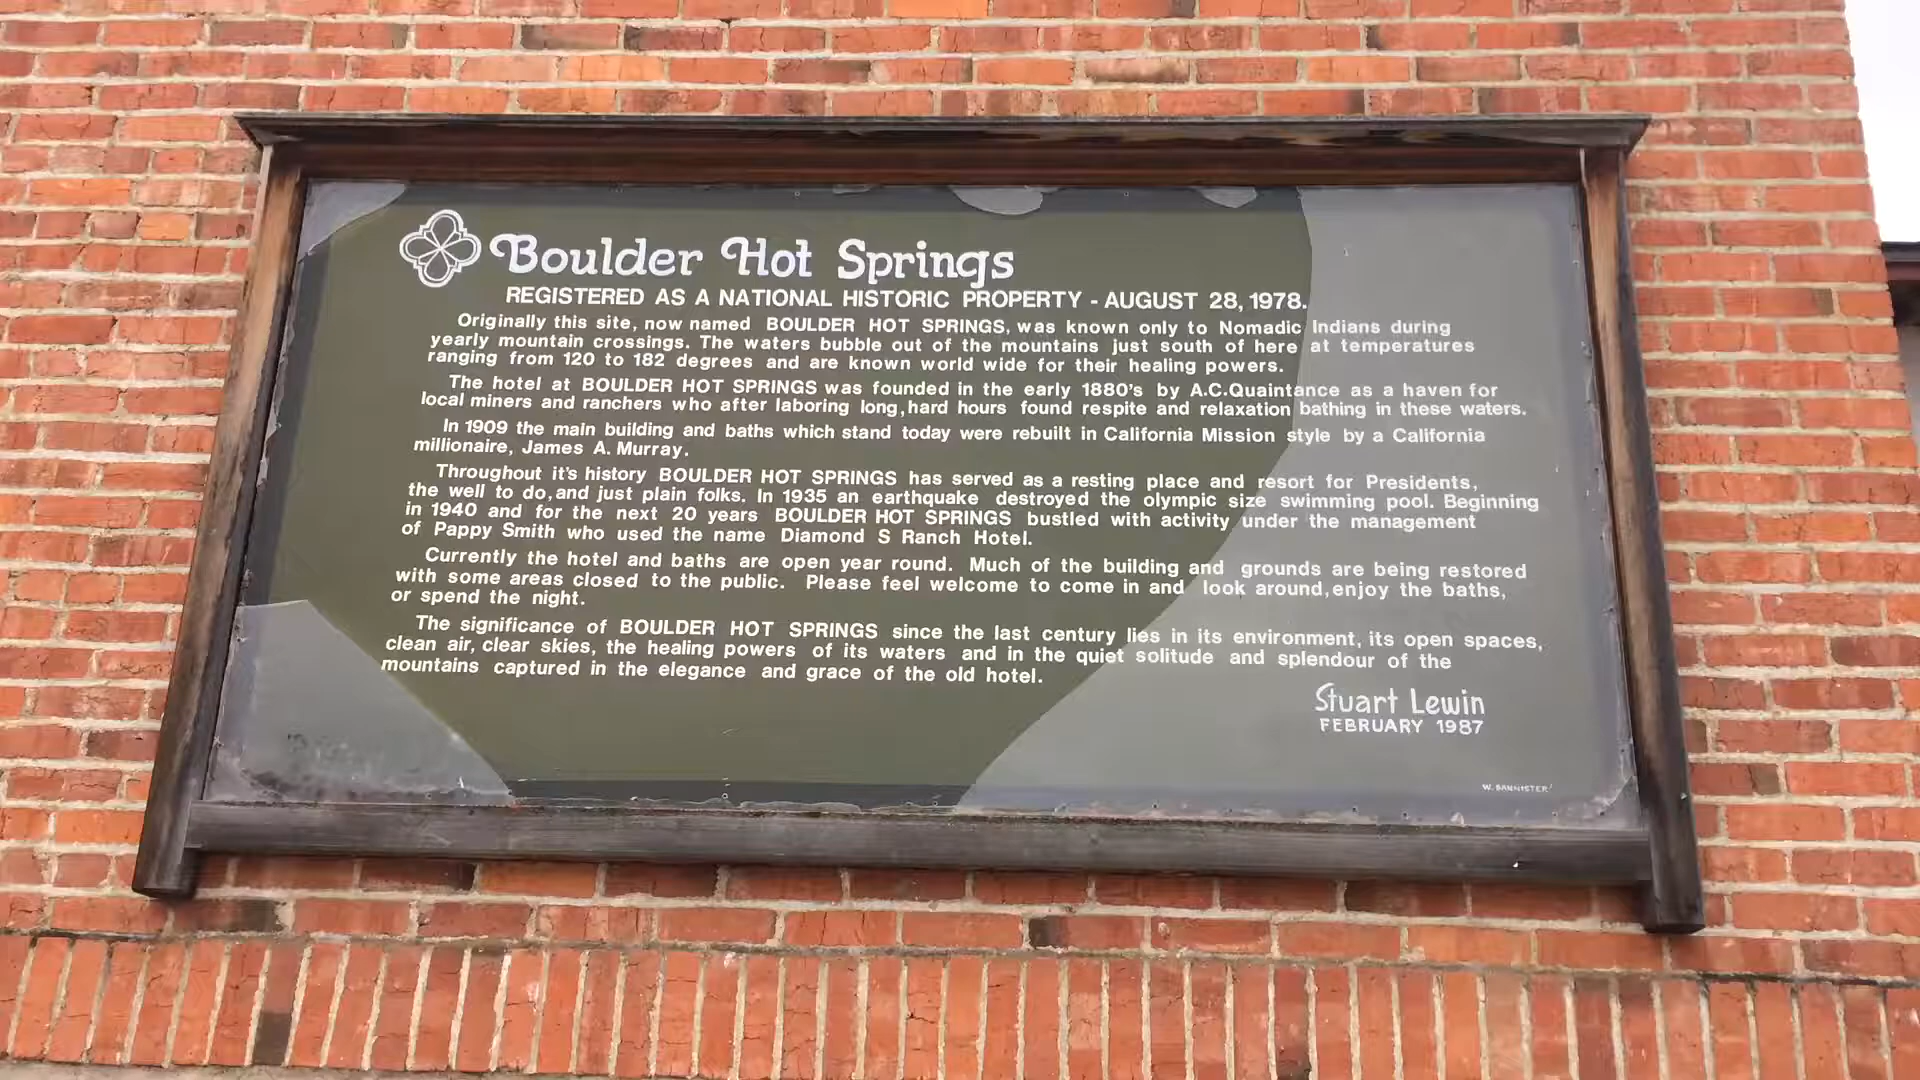 Boulder Hot Springs
REGISTERED AS A NATIONAL HISTORIC PROPERTY - AUGUST 28, 1978.
Originally this site, now named BOULDER HOT SPRINGS, was known only to Nomadic Indians during
yearly mountain crossings. The waters bubble out of the mountains just south of here at temperatures
ranging from 120 to 182 degrees and are known world wide for their healing powers.
The hotel at BOULDER HOT SPRINGS was founded in the early 1880's by A.C.Quaintance as a haven for
local miners and ranchers who after laboring long, hard hours found respite and relaxation bathing in these waters.
In 1909 the main building and baths which stand today were rebuilt in California Mission style by a California
millionaire, James A. Murray.
Throughout it's history BOULDER HOT SPRINGS has served as a resting place and resort for Presidents,
the well to do, and just plain folks. In 1935 an earthquake destroyed the olympic size swimming pool. Beginning
in 1940 and for the next 20 years BOULDER HOT SPRINGS bustled with activity under the management
of Pappy Smith who used the name Diamond S Ranch Hotel.
Currently the hotel and baths are open year round. Much of the building and grounds are being restored
with some areas closed to the public. Please feel welcome to come in and look around, enjoy the baths,
or spend the night.
The significance of BOULDER HOT SPRINGS since the last century lies in its environment, its open spaces,
clean air, clear skies, the healing powers of its waters and in the quiet solitude and splendour of the
mountains captured in the elegance and grace of the old hotel.
Stuart Lewin
FEBRUARY 1987
W. BANNISTER